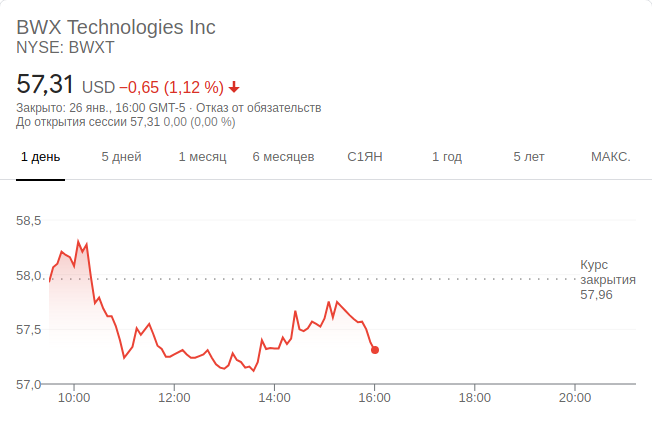 BWX Technologies Inc
NYSE: BWXT
57,31 USD −0,65 (1,12 %)
Закрыто: 26 янв., 16:00 GMT-5 · Отказ от обязательств
До открытия сессии 57,31 0,00 (0,00 %)
1 день 5 дней 1 месяц 6 месяцев С1ЯН 1 год 5 лет МАКС.
58,5
58,0
57,5
57,0
Курс
закрытия
57,96
10:00 12:00 14:00 16:00 18:00 20:00